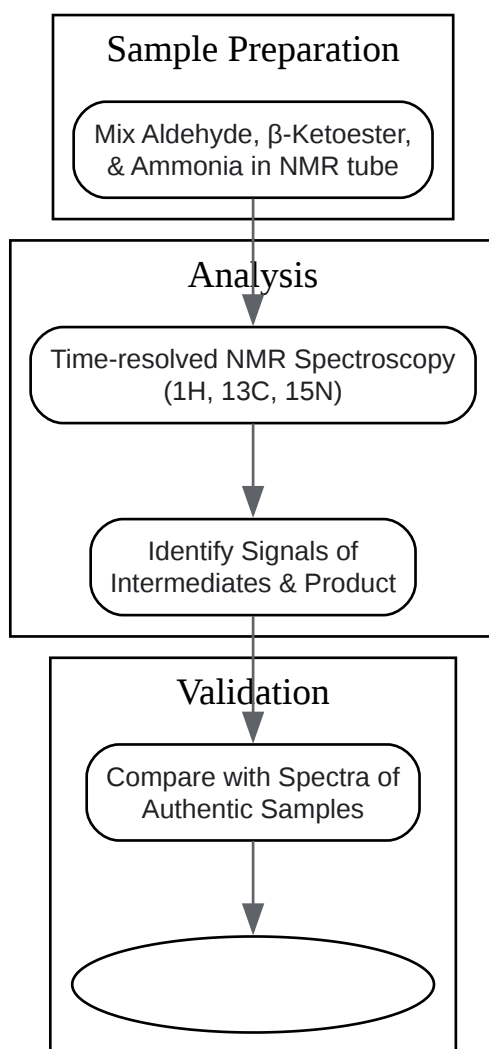 Sample Preparation
Mix Aldehyde, β-Ketoester,
& Ammonia in NMR tube
Analysis
Time-resolved NMR Spectroscopy
(1H, 13C, 15N)
Identify Signals of
Intermediates & Product
Validation
Compare with Spectra of
Authentic Samples